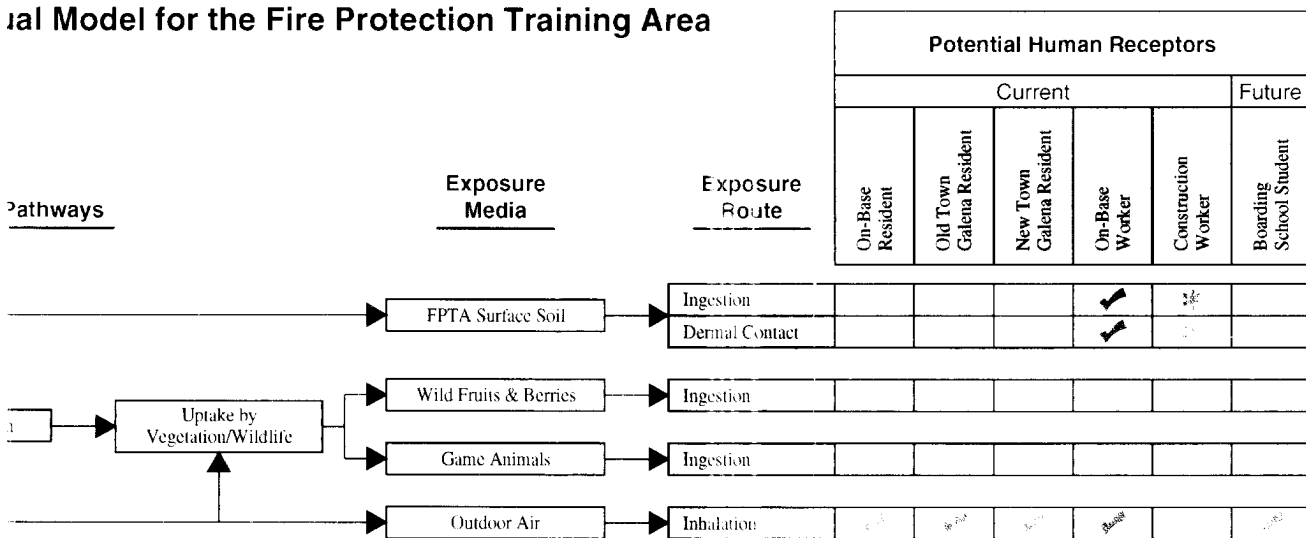 ual Model for the Fire Protection Training Area
Potential Human Receptors
Current
Future
Pathways
Exposure
Media
Exposure
Route
On-Base
Resident
Old Town
Galena Resident
New Town
Galena Resident
On-Base
Worker
Construction
Worker
Boarding
School Student
FPTA Surface Soil
Ingestion
Dermal Contact
Uptake by
Vegetation/Wildlife
Wild Fruits & Berries
Ingestion
Game Animals
Ingestion
Outdoor Air
Inhalation